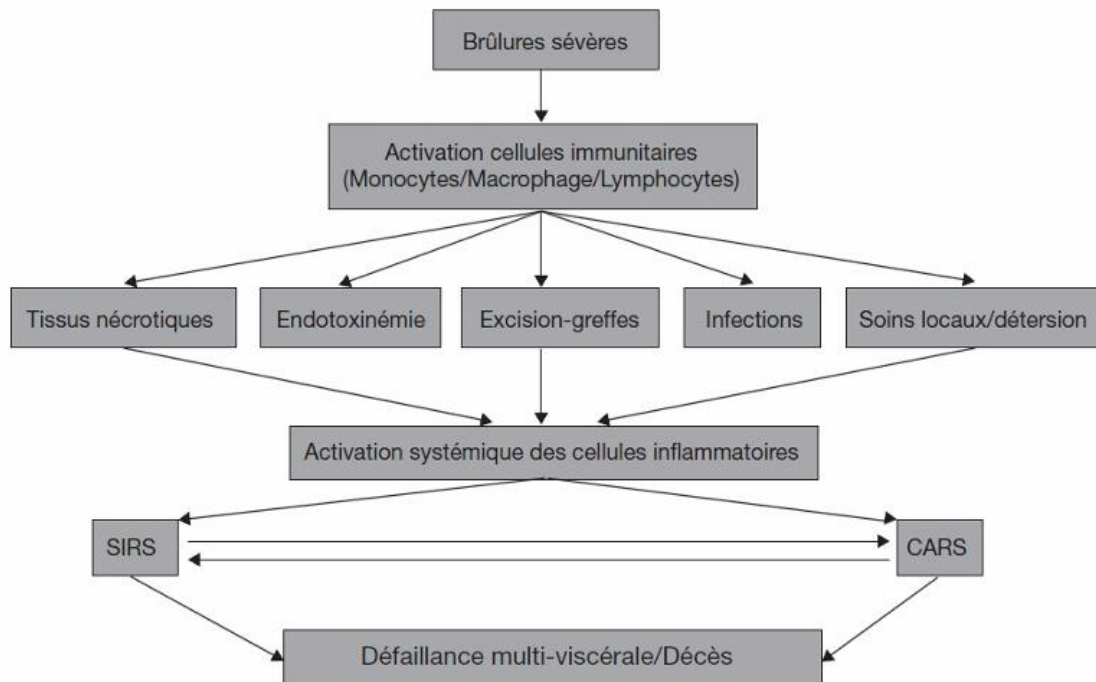 Brûlures sévères
Activation cellules immunitaires
(Monocytes/Macrophage/Lymphocytes)
Tissus nécrotiques
Endotoxinémie
Excision-greffes
Infections
Soins locaux/détersion
Activation systémique des cellules inflammatoires
SIRS
CARS
Défaillance multi-viscérale/Décès